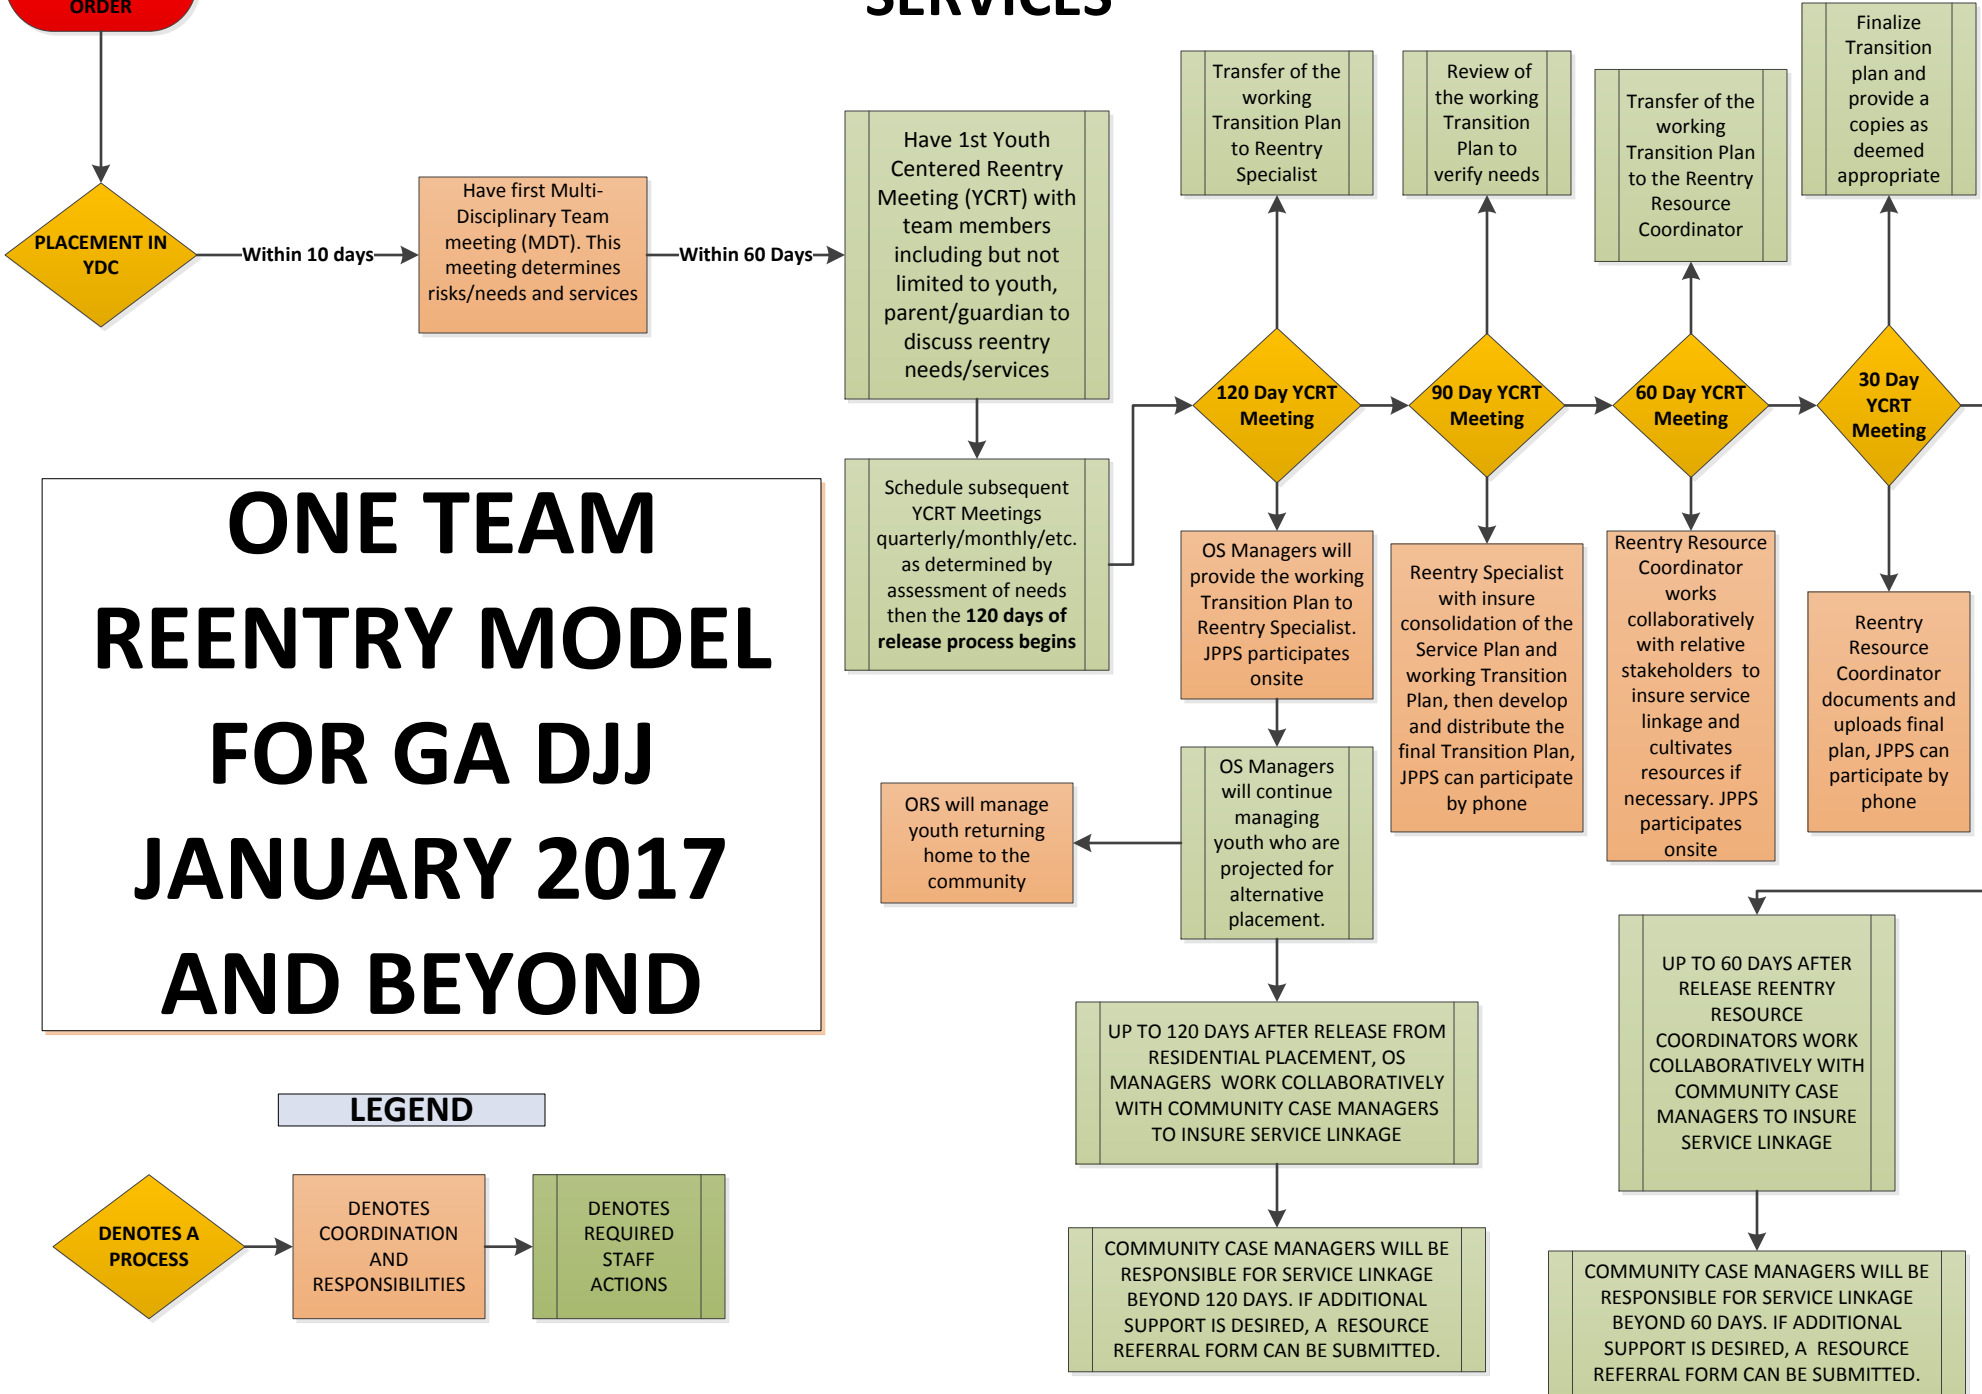 ORDER
SERVICES
PLACEMENT IN
YDC
Within 10 days
Have first Multi-
Disciplinary Team
meeting (MDT). This
meeting determines
risks/needs and services
Within 60 Days
Have 1st Youth
Centered Reentry
Meeting (YCRT) with
team members
including but not
limited to youth,
parent/guardian to
discuss reentry
needs/services
Schedule subsequent
YCRT Meetings
quarterly/monthly/etc.
as determined by
assessment of needs
then the 120 days of
release process begins
Transfer of the
working
Transition Plan
to Reentry
Specialist
Review of
the working
Transition
Plan to
verify needs
Transfer of the
working
Transition Plan
to the Reentry
Resource
Coordinator
Finalize
Transition
plan and
provide a
copies as
deemed
appropriate
120 Day YCRT
Meeting
90 Day YCRT
Meeting
60 Day YCRT
Meeting
30 Day
YCRT
Meeting
OS Managers will
provide the working
Transition Plan to
Reentry Specialist.
JPPS participates
onsite
Reentry Specialist
with insure
consolidation of the
Service Plan and
working Transition
Plan, then develop
and distribute the
final Transition Plan,
JPPS can participate
by phone
Reentry Resource
Coordinator
works
collaboratively
with relative
stakeholders to
insure service
linkage and
cultivates
resources if
necessary. JPPS
participates
onsite
Reentry
Resource
Coordinator
documents and
uploads final
plan, JPPS can
participate by
phone
ORS will manage
youth returning
home to the
community
OS Managers
will continue
managing
youth who are
projected for
alternative
placement.
UP TO 120 DAYS AFTER RELEASE FROM
RESIDENTIAL PLACEMENT, OS
MANAGERS WORK COLLABORATIVELY
WITH COMMUNITY CASE MANAGERS
TO INSURE SERVICE LINKAGE
COMMUNITY CASE MANAGERS WILL BE
RESPONSIBLE FOR SERVICE LINKAGE
BEYOND 120 DAYS. IF ADDITIONAL
SUPPORT IS DESIRED, A RESOURCE
REFERRAL FORM CAN BE SUBMITTED.
UP TO 60 DAYS AFTER
RELEASE REENTRY
RESOURCE
COORDINATORS WORK
COLLABORATIVELY WITH
COMMUNITY CASE
MANAGERS TO INSURE
SERVICE LINKAGE
COMMUNITY CASE MANAGERS WILL BE
RESPONSIBLE FOR SERVICE LINKAGE
BEYOND 60 DAYS. IF ADDITIONAL
SUPPORT IS DESIRED, A RESOURCE
REFERRAL FORM CAN BE SUBMITTED.
ONE TEAM
REENTRY MODEL
FOR GA DJJ
JANUARY 2017
AND BEYOND
LEGEND
DENOTES A
PROCESS
DENOTES
COORDINATION
AND
RESPONSIBILITIES
DENOTES
REQUIRED
STAFF
ACTIONS